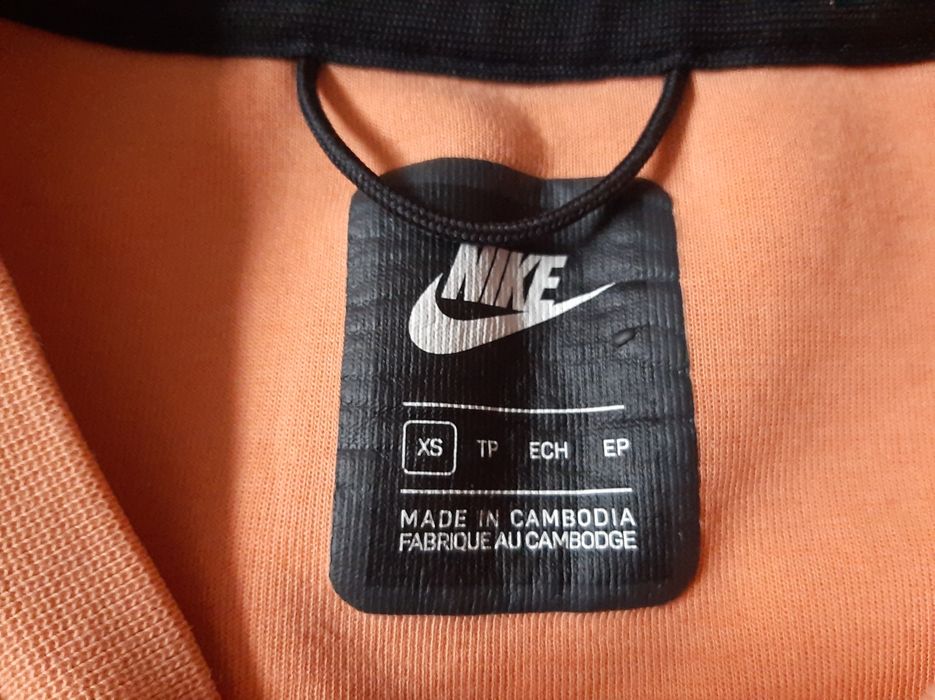 NIKE
XS TP ECH EP
MADE IN CAMBODIA
FABRIQUE AU CAMBODGE